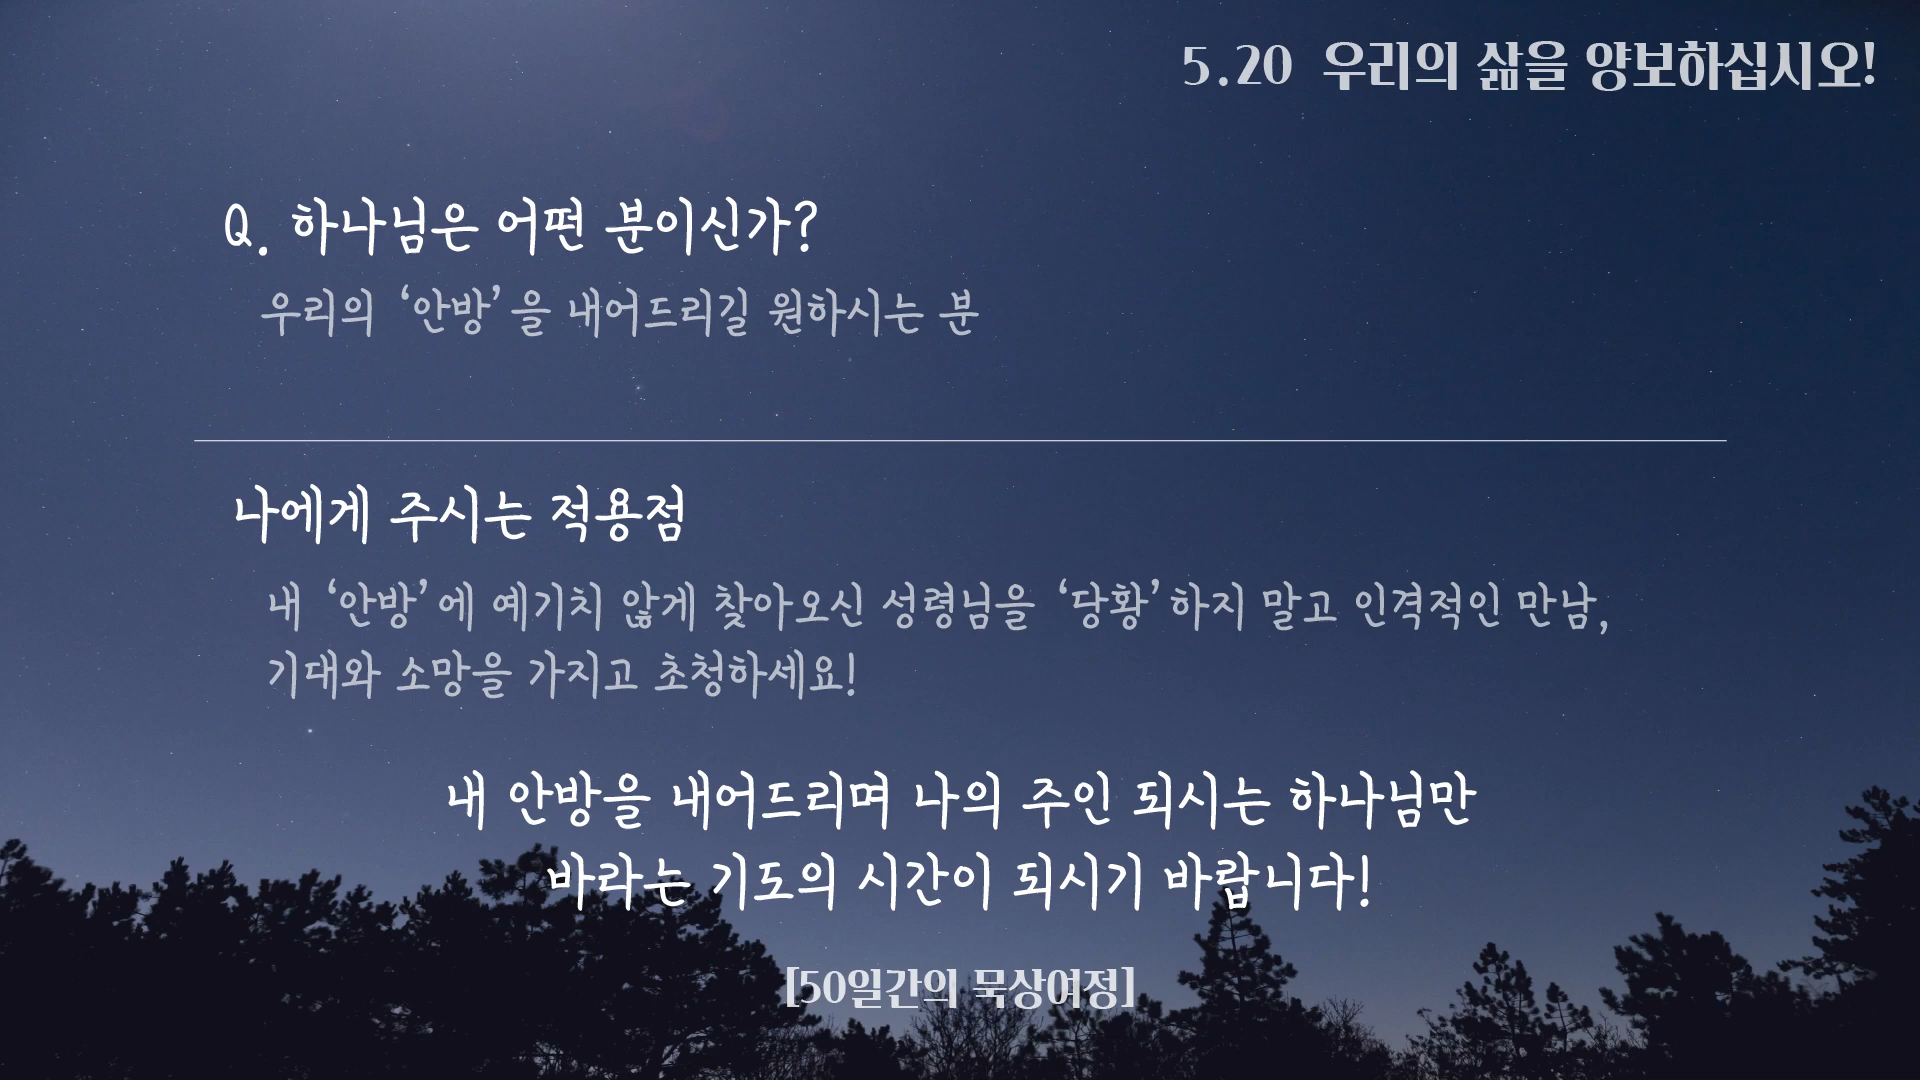 5.20 우리의 삶을 양보하십시오!
Q. 하나님은 어떤 분이신가?
우리의 ‘안방’을 내어드리길 원하시는 분
나에게 주시는 적용점
내 ‘안방’에 예기치 않게 찾아오신 성령님을 ‘당황’하지 말고 인격적인 만남,
기대와 소망을 가지고 초청하세요!
내 안방을 내어드리며 나의 주인 되시는 하나님만
바라는 기도의 시간이 되시기 바랍니다!
[50일간의 묵상여정]